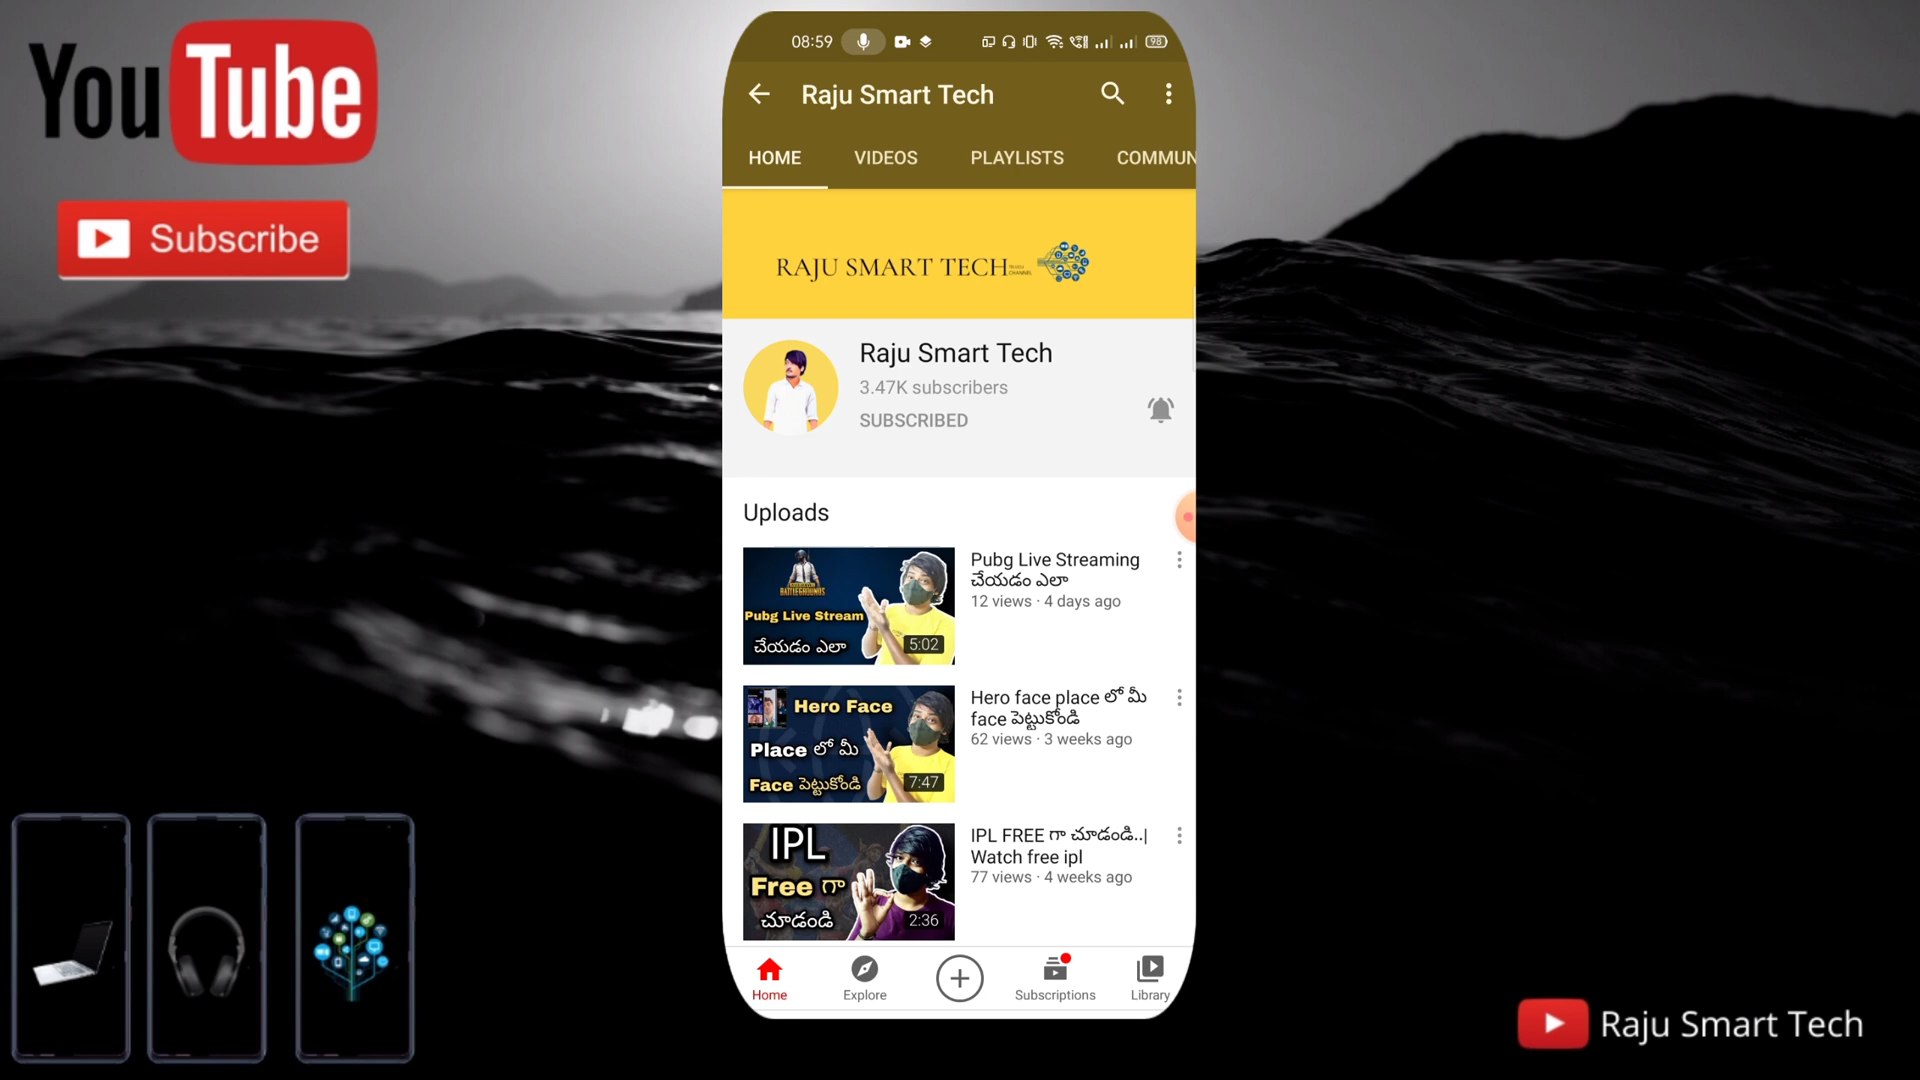 YouTube
Subscribe
08:59
98
Raju Smart Tech
HOME
VIDEOS
PLAYLISTS
COMMUN
RAJU SMART TECH
CHANNEL
Raju Smart Tech
3.47K subscribers
SUBSCRIBED
Uploads
BATTLEGROUNDS
Pubg Live Stream
చేయడం ఎలా
5:02
Pubg Live Streaming
చేయడం ఎలా
12 views · 4 days ago
Hero Face
Place లో మీ
Face పెట్టుకోండి
7:47
Hero face place లో మీ
face పెట్టుకోండి
62 views · 3 weeks ago
IPL
Free గా
చూడండి
2:36
IPL FREE గా చూడండి..|
Watch free ipl
77 views · 4 weeks ago
Home
Explore
Subscriptions
Library
Raju Smart Tech